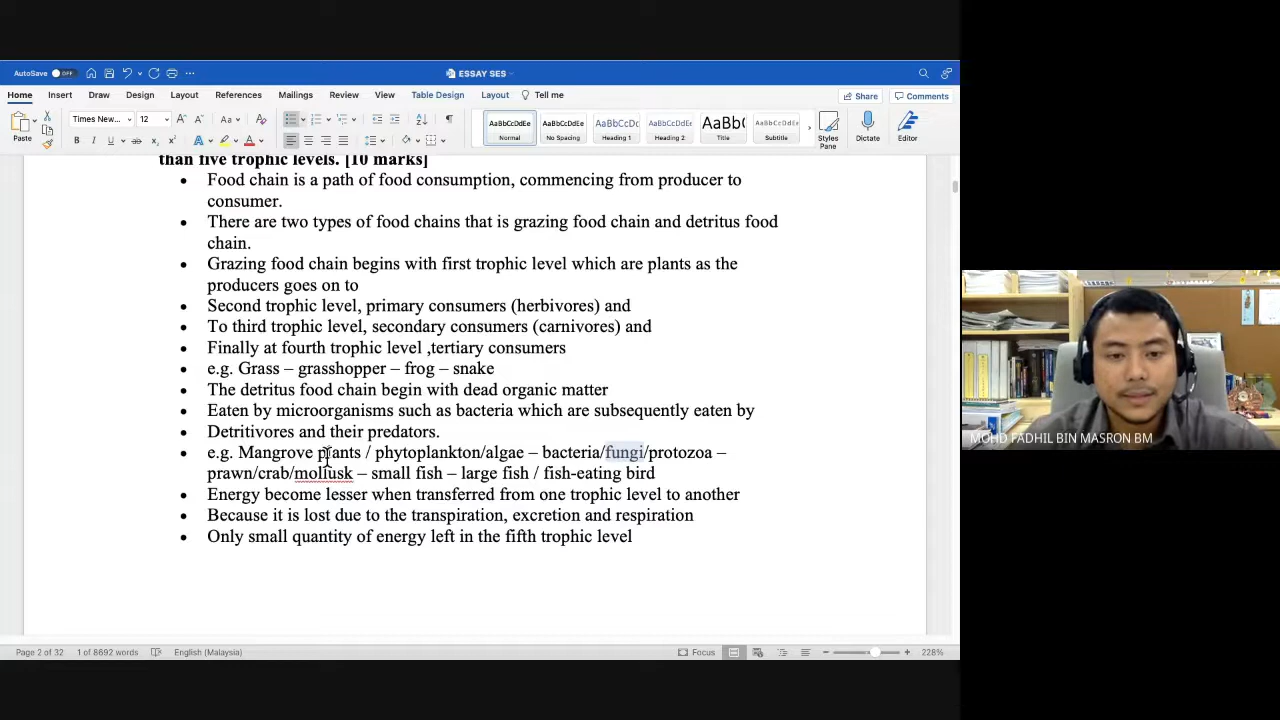 AutoSave OFF
ESSAY SES
Home Insert Draw Design Layout References Mailings Review View Table Design Layout Tell me
Share Comments
Times New... 12
Paste
AaBbCcDdEe AaBbCcDdEe AaBbCcDc AaBbCcDdEe AaBbC AaBbCcDdEe
Normal No Spacing Heading 1 Heading 2 Title Subtitle
Styles Pane
Dictate
Editor
than five trophic levels. [10 marks]
• Food chain is a path of food consumption, commencing from producer to
consumer.
• There are two types of food chains that is grazing food chain and detritus food
chain.
• Grazing food chain begins with first trophic level which are plants as the
producers goes on to
• Second trophic level, primary consumers (herbivores) and
• To third trophic level, secondary consumers (carnivores) and
• Finally at fourth trophic level ,tertiary consumers
• e.g. Grass – grasshopper – frog – snake
• The detritus food chain begin with dead organic matter
• Eaten by microorganisms such as bacteria which are subsequently eaten by
• Detritivores and their predators.
• e.g. Mangrove plants / phytoplankton/algae – bacteria/fungi/protozoa –
prawn/crab/mollusk – small fish – large fish / fish-eating bird
• Energy become lesser when transferred from one trophic level to another
• Because it is lost due to the transpiration, excretion and respiration
• Only small quantity of energy left in the fifth trophic level
Page 2 of 32 1 of 8692 words English (Malaysia) Focus 228%
MOHD FADHIL BIN MASRON BM